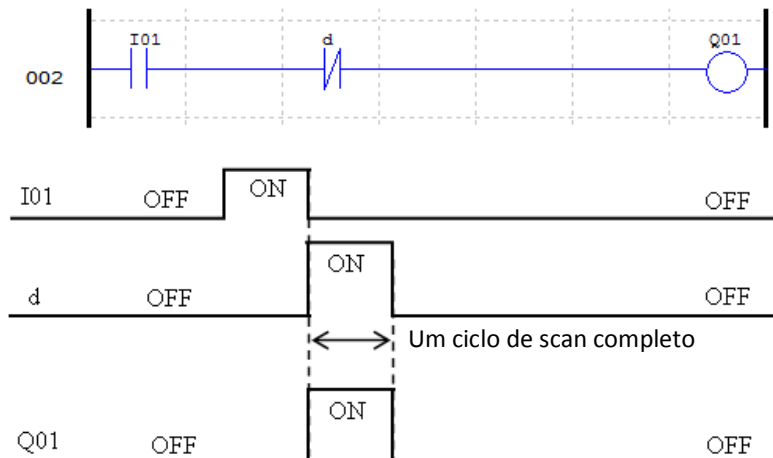 I01 d Q01
002
ON
I01 OFF OFF
ON
d OFF OFF
Um ciclo de scan completo
ON
Q01 OFF OFF